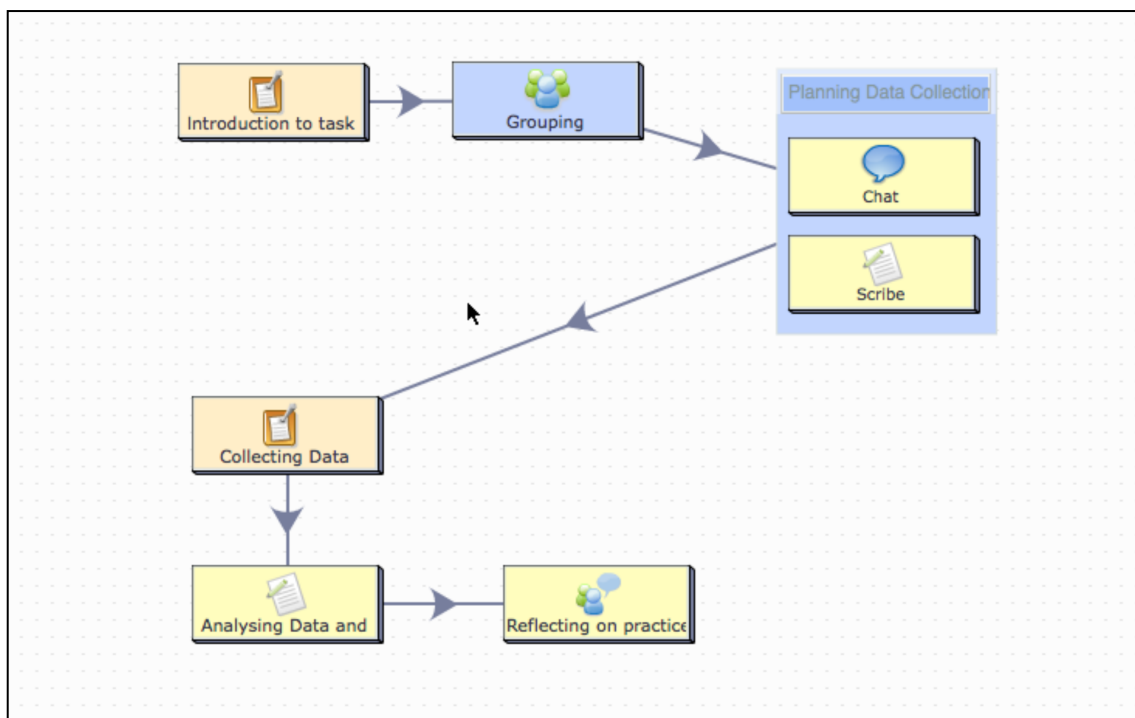 Introduction to task
Grouping
Planning Data Collection
Chat
Scribe
Collecting Data
Analysing Data and
Reflecting on practice